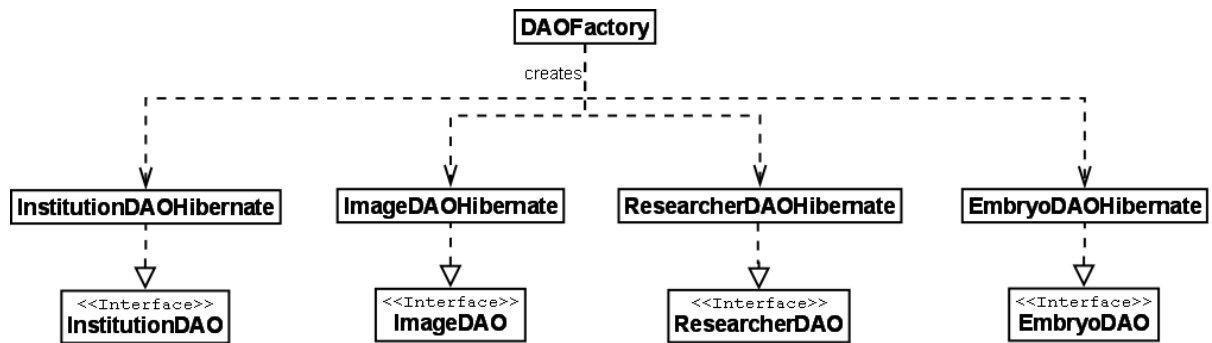 DAOFactory
creates
InstitutionDAOHibernate
ImageDAOHibernate
ResearcherDAOHibernate
EmbryoDAOHibernate
<<Interface>>
InstitutionDAO
<<Interface>>
ImageDAO
<<Interface>>
ResearcherDAO
<<Interface>>
EmbryoDAO